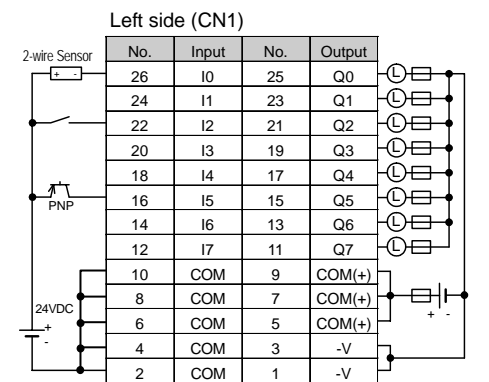 Left side (CN1)
2-wire Sensor
No. Input No. Output
+ - 26 I0 25 Q0 L
24 I1 23 Q1 L
22 I2 21 Q2 L
20 I3 19 Q3 L
18 I4 17 Q4 L
PNP 16 I5 15 Q5 L
14 I6 13 Q6 L
12 I7 11 Q7 L
10 COM 9 COM(+)
8 COM 7 COM(+)
24VDC 6 COM 5 COM(+) + -
+ - 4 COM 3 -V
2 COM 1 -V